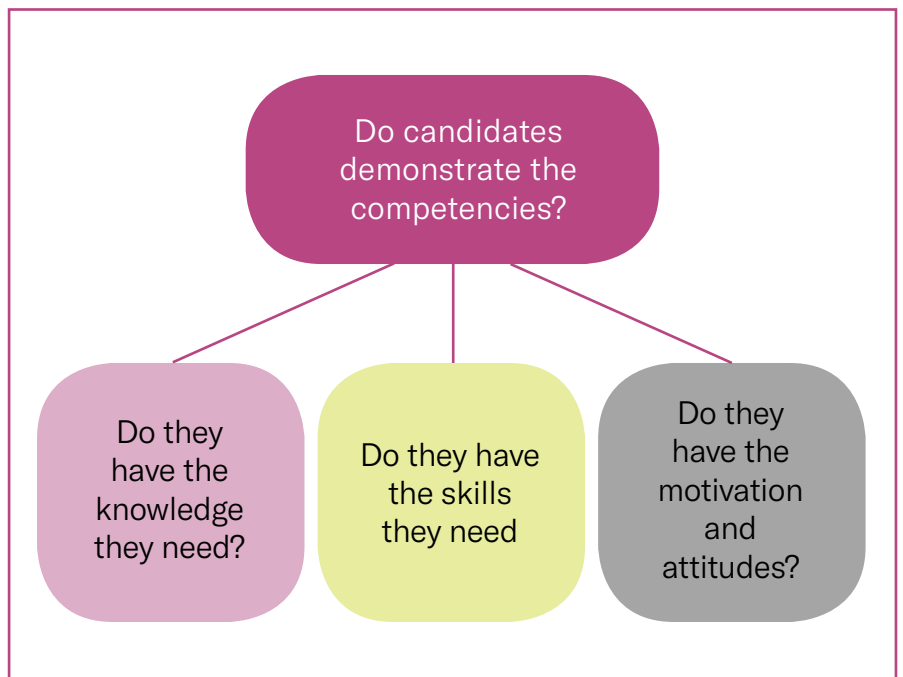 Do candidates
demonstrate the
competencies?
Do they
have the
knowledge
they need?
Do they have
the skills
they need
Do they
have the
motivation
and
attitudes?